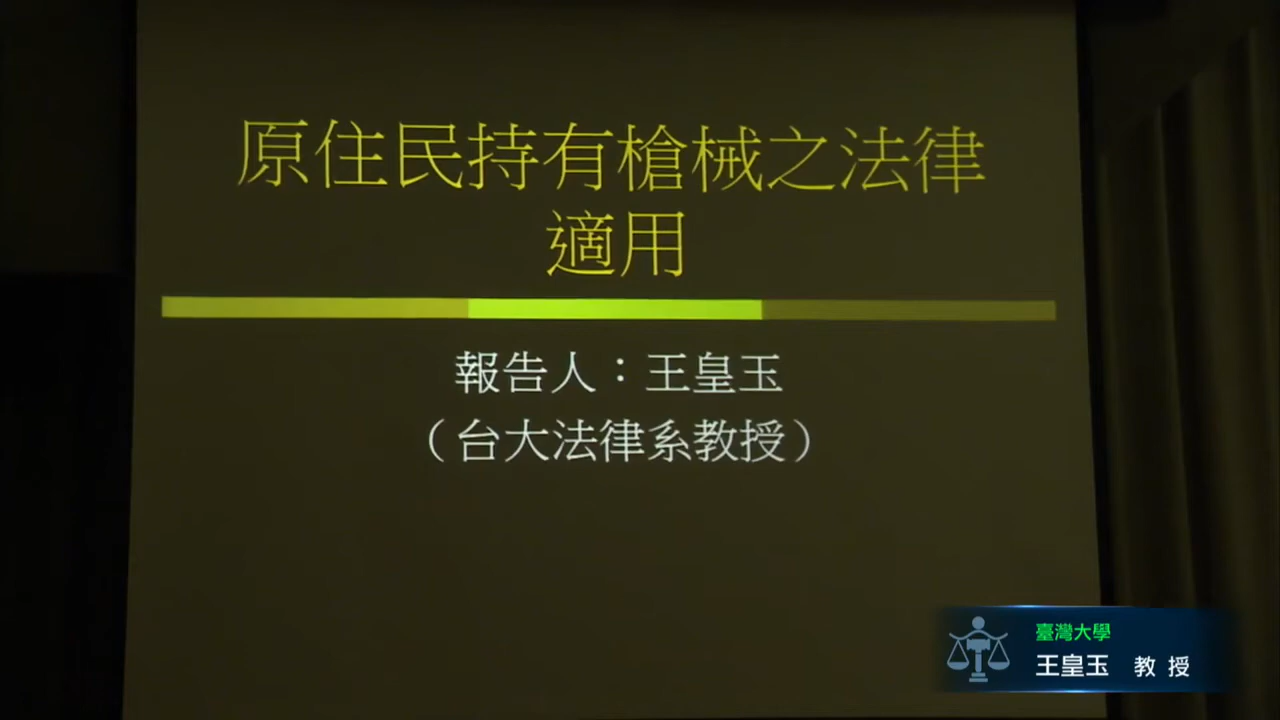 原住民持有槍械之法律
適用
報告人：王皇玉
（台大法律系教授）
臺灣大學
王皇玉 教授